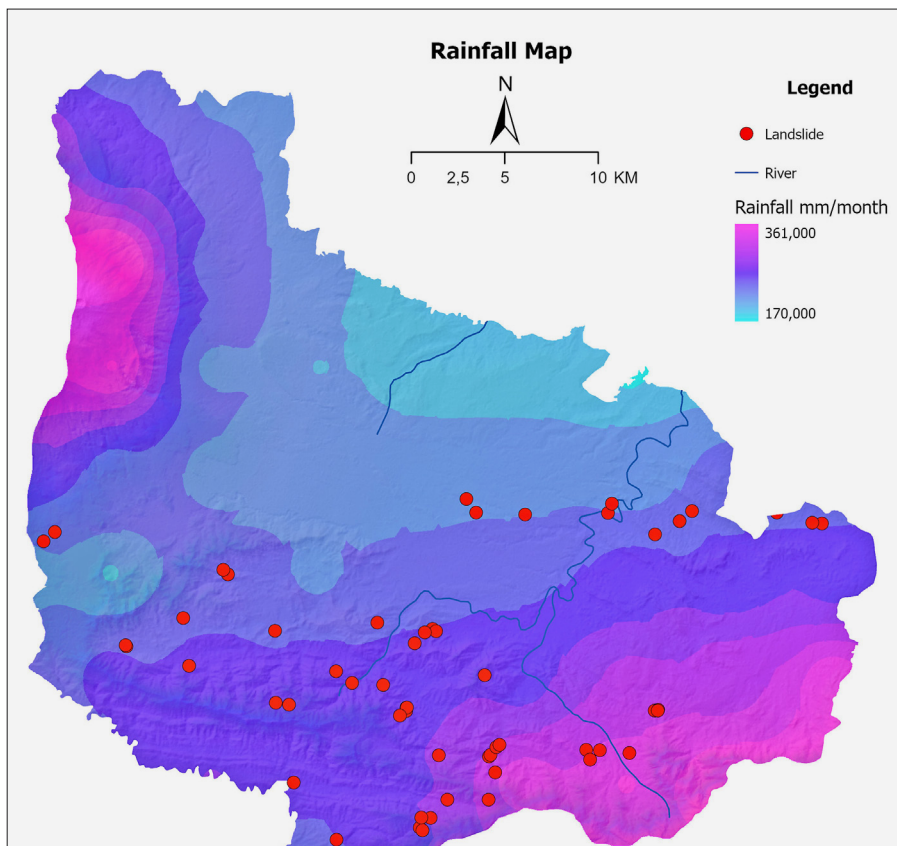 Rainfall Map
N
0 2,5 5 10 KM
Legend
Landslide
River
Rainfall mm/month
361,000
170,000